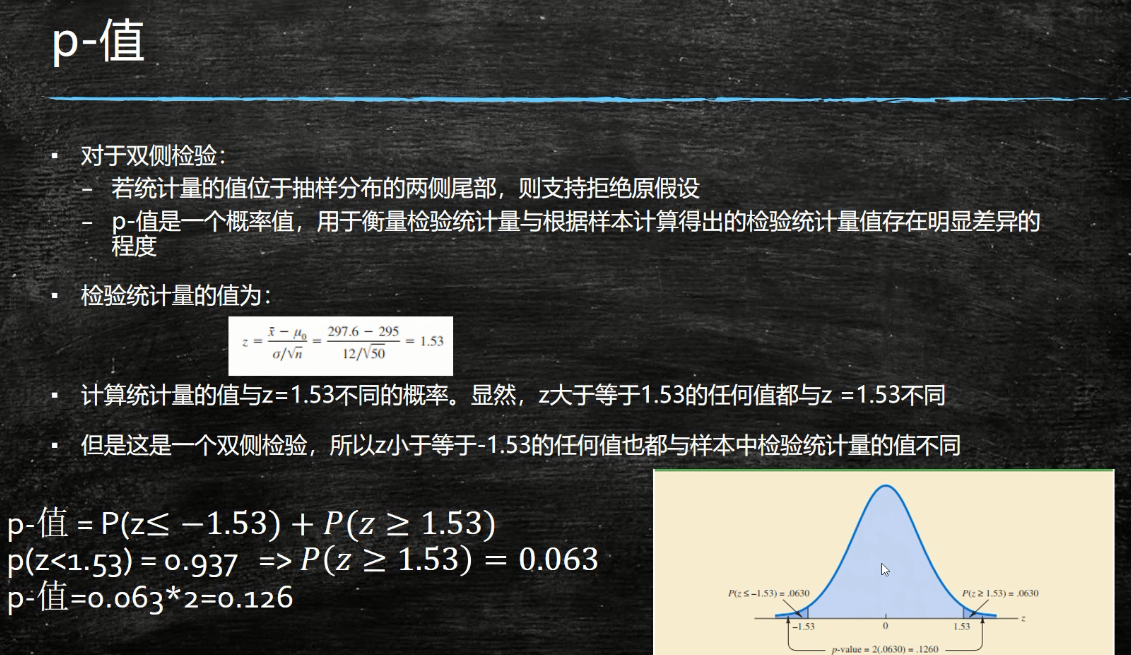 p-值
▪ 对于双侧检验：
– 若统计量的值位于抽样分布的两侧尾部，则支持拒绝原假设
– p-值是一个概率值，用于衡量检验统计量与根据样本计算得出的检验统计量值存在明显差异的
程度
▪ 检验统计量的值为：
z = (x̄ − μ₀)/(σ/√n) = (297.6 − 295)/(12/√50) = 1.53
▪ 计算统计量的值与z=1.53不同的概率。显然，z大于等于1.53的任何值都与z =1.53不同
▪ 但是这是一个双侧检验，所以z小于等于-1.53的任何值也都与样本中检验统计量的值不同
p-值 = P(z≤ −1.53) + P(z ≥ 1.53)
p(z<1.53) = 0.937 => P(z ≥ 1.53) = 0.063
p-值=0.063*2=0.126
P(z ≤ −1.53) = .0630
P(z ≥ 1.53) = .0630
−1.53 0 1.53 z
p-value = 2(.0630) = .1260